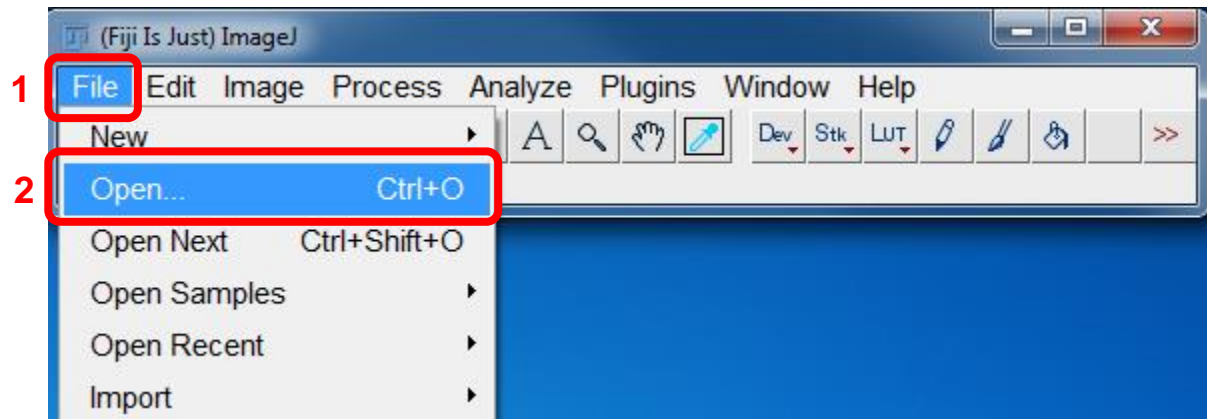 (Fiji Is Just) ImageJ
1 File Edit Image Process Analyze Plugins Window Help
New A Dev Stk LUT >>
2 Open... Ctrl+O
Open Next Ctrl+Shift+O
Open Samples
Open Recent
Import